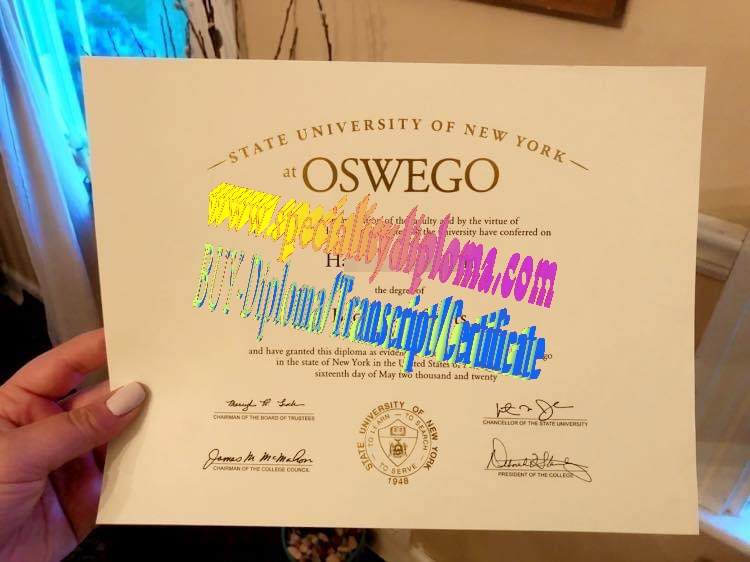 STATE UNIVERSITY OF NEW YORK
at OSWEGO
of the faculty and by the virtue of
the university have conferred on
www.specialitydiploma.com
the degree of
BUY Diploma/Transcript/Certificate
and have granted this diploma as
in the state of New York in the United States of
sixteenth day of May two thousand and twenty
CHAIRMAN OF THE BOARD OF TRUSTEES
CHANCELLOR OF THE STATE UNIVERSITY
James M McMahon
CHAIRMAN OF THE COLLEGE COUNCIL
PRESIDENT OF THE COLLEGE
STATE UNIVERSITY OF NEW YORK
TO LEARN TO SEARCH
TO SERVE
1948